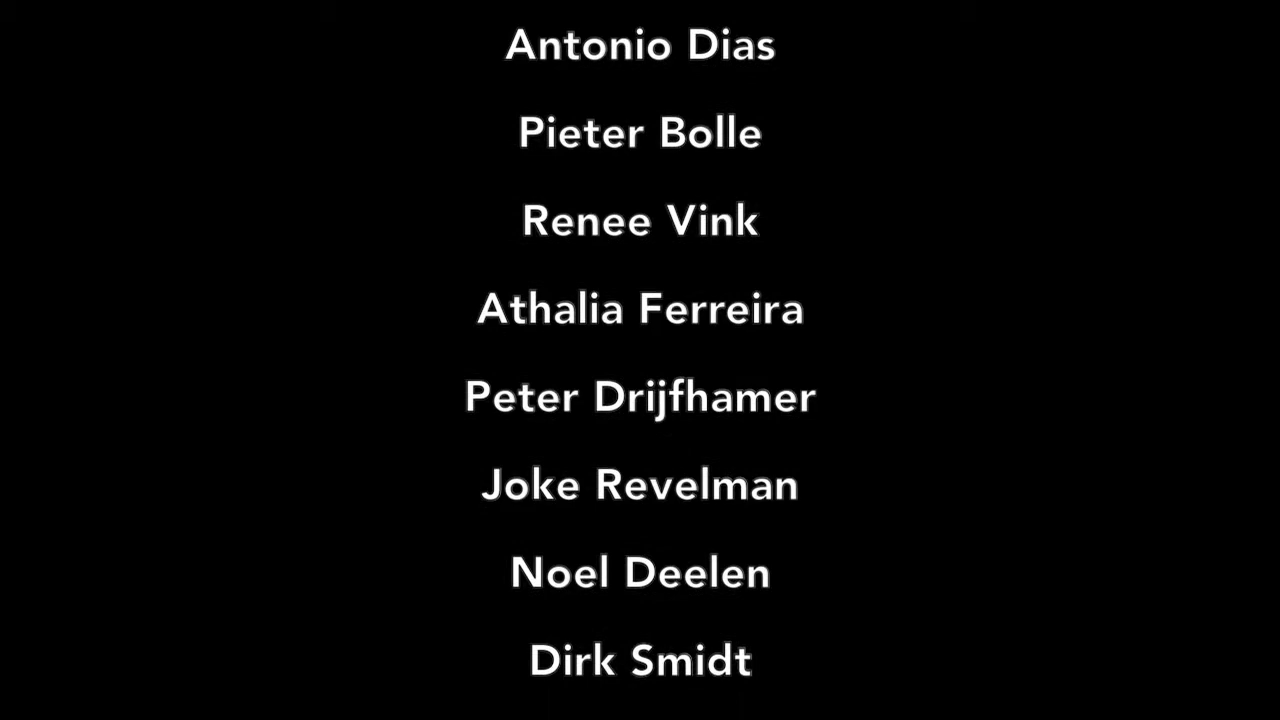 Antonio Dias
Pieter Bolle
Renee Vink
Athalia Ferreira
Peter Drijfhamer
Joke Revelman
Noel Deelen
Dirk Smidt